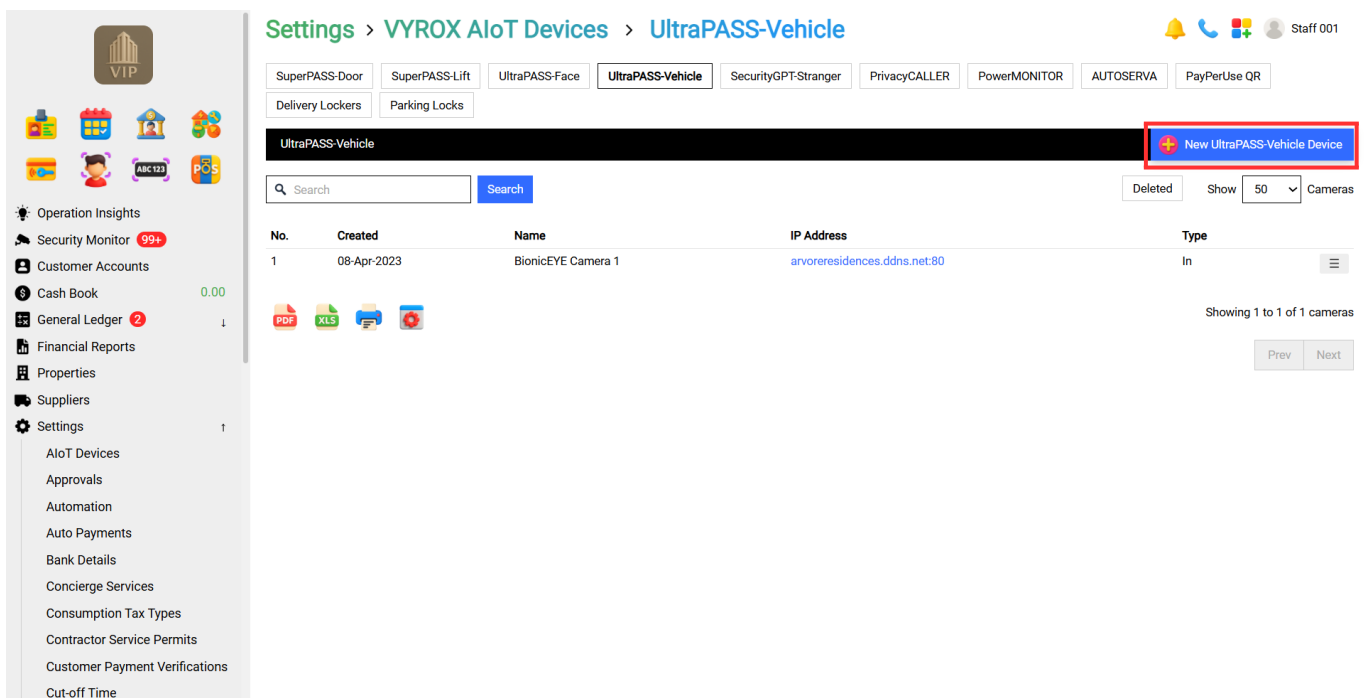 VIP
ABC 123
POS
Operation Insights
Security Monitor 99+
Customer Accounts
Cash Book 0.00
General Ledger 2 ↓
Financial Reports
Properties
Suppliers
Settings ↑
AIoT Devices
Approvals
Automation
Auto Payments
Bank Details
Concierge Services
Consumption Tax Types
Contractor Service Permits
Customer Payment Verifications
Cut-off Time
Settings > VYROX AIoT Devices > UltraPASS-Vehicle
Staff 001
SuperPASS-Door SuperPASS-Lift UltraPASS-Face UltraPASS-Vehicle SecurityGPT-Stranger PrivacyCALLER PowerMONITOR AUTOSERVA PayPerUse QR
Delivery Lockers Parking Locks
UltraPASS-Vehicle New UltraPASS-Vehicle Device
Search Search Deleted Show 50 Cameras
No. Created Name IP Address Type
1 08-Apr-2023 BionicEYE Camera 1 arvoreresidences.ddns.net:80 In
PDF XLS
Showing 1 to 1 of 1 cameras
Prev Next